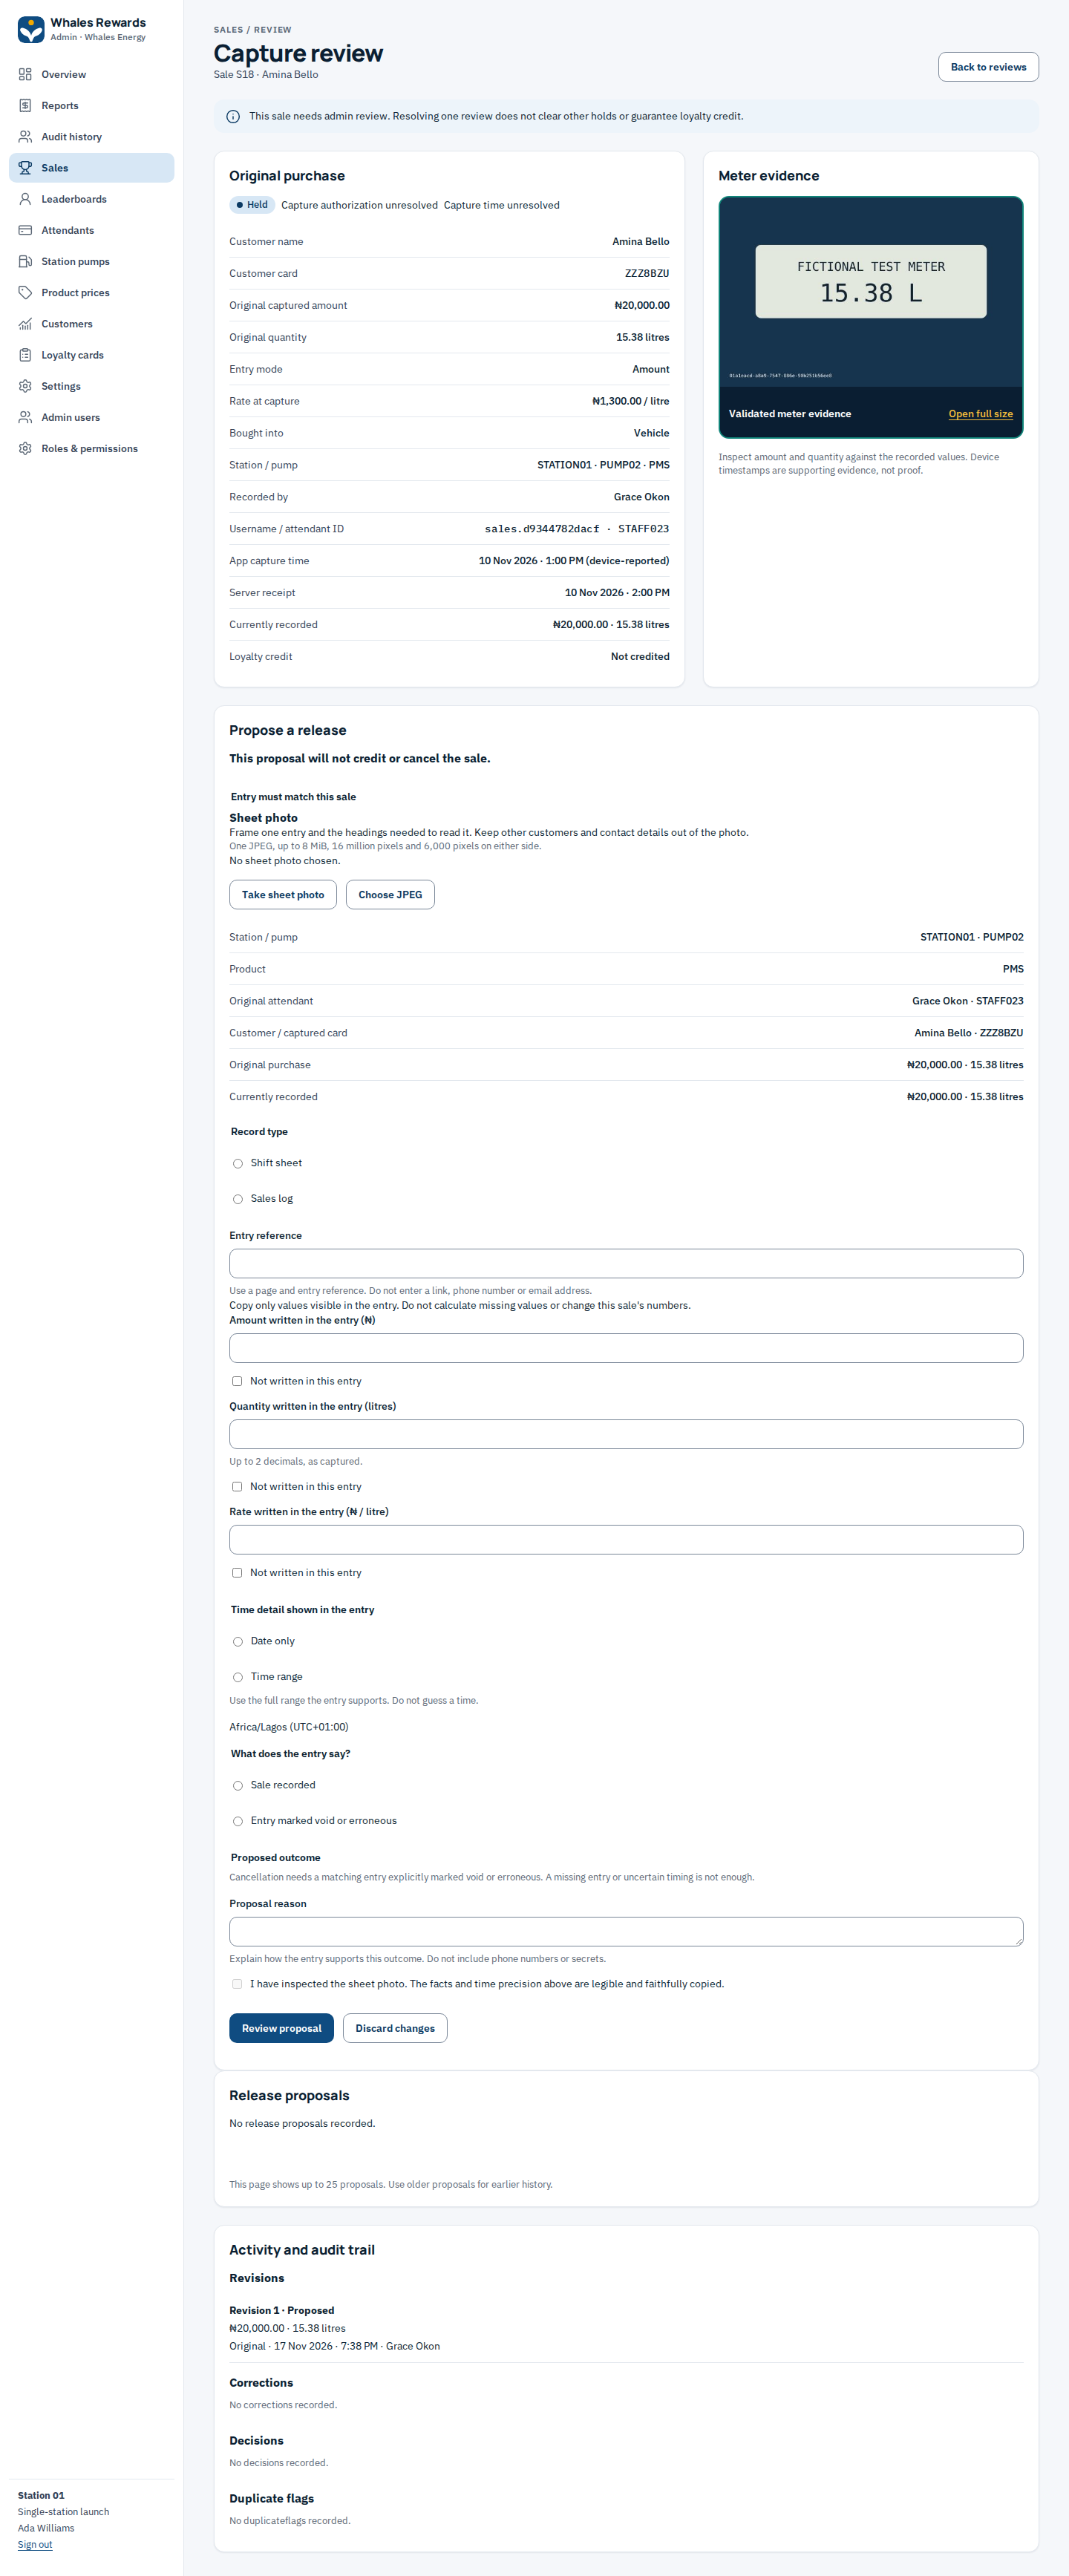 Whales Rewards
Admin · Whales Energy
Overview
Reports
Audit history
Sales
Leaderboards
Attendants
Station pumps
Product prices
Customers
Loyalty cards
Settings
Admin users
Roles & permissions
Station 01
Single-station launch
Ada Williams
Sign out
SALES / REVIEW
Capture review
Sale S18 · Amina Bello
Back to reviews
This sale needs admin review. Resolving one review does not clear other holds or guarantee loyalty credit.
Original purchase
Held Capture authorization unresolved Capture time unresolved
Customer name Amina Bello
Customer card ZZZ8BZU
Original captured amount ₦20,000.00
Original quantity 15.38 litres
Entry mode Amount
Rate at capture ₦1,300.00 / litre
Bought into Vehicle
Station / pump STATION01 · PUMP02 · PMS
Recorded by Grace Okon
Username / attendant ID sales.d9344782dacf · STAFF023
App capture time 10 Nov 2026 · 1:00 PM (device-reported)
Server receipt 10 Nov 2026 · 2:00 PM
Currently recorded ₦20,000.00 · 15.38 litres
Loyalty credit Not credited
Meter evidence
FICTIONAL TEST METER
15.38 L
Validated meter evidence Open full size
Inspect amount and quantity against the recorded values. Device
timestamps are supporting evidence, not proof.
Propose a release
This proposal will not credit or cancel the sale.
Entry must match this sale
Sheet photo
Frame one entry and the headings needed to read it. Keep other customers and contact details out of the photo.
One JPEG, up to 8 MiB, 16 million pixels and 6,000 pixels on either side.
No sheet photo chosen.
Take sheet photo Choose JPEG
Station / pump STATION01 · PUMP02
Product PMS
Original attendant Grace Okon · STAFF023
Customer / captured card Amina Bello · ZZZ8BZU
Original purchase ₦20,000.00 · 15.38 litres
Currently recorded ₦20,000.00 · 15.38 litres
Record type
Shift sheet
Sales log
Entry reference
Use a page and entry reference. Do not enter a link, phone number or email address.
Copy only values visible in the entry. Do not calculate missing values or change this sale's numbers.
Amount written in the entry (₦)
Not written in this entry
Quantity written in the entry (litres)
Up to 2 decimals, as captured.
Not written in this entry
Rate written in the entry (₦ / litre)
Not written in this entry
Time detail shown in the entry
Date only
Time range
Use the full range the entry supports. Do not guess a time.
Africa/Lagos (UTC+01:00)
What does the entry say?
Sale recorded
Entry marked void or erroneous
Proposed outcome
Cancellation needs a matching entry explicitly marked void or erroneous. A missing entry or uncertain timing is not enough.
Proposal reason
Explain how the entry supports this outcome. Do not include phone numbers or secrets.
I have inspected the sheet photo. The facts and time precision above are legible and faithfully copied.
Review proposal Discard changes
Release proposals
No release proposals recorded.
This page shows up to 25 proposals. Use older proposals for earlier history.
Activity and audit trail
Revisions
Revision 1 · Proposed
₦20,000.00 · 15.38 litres
Original · 17 Nov 2026 · 7:38 PM · Grace Okon
Corrections
No corrections recorded.
Decisions
No decisions recorded.
Duplicate flags
No duplicateflags recorded.